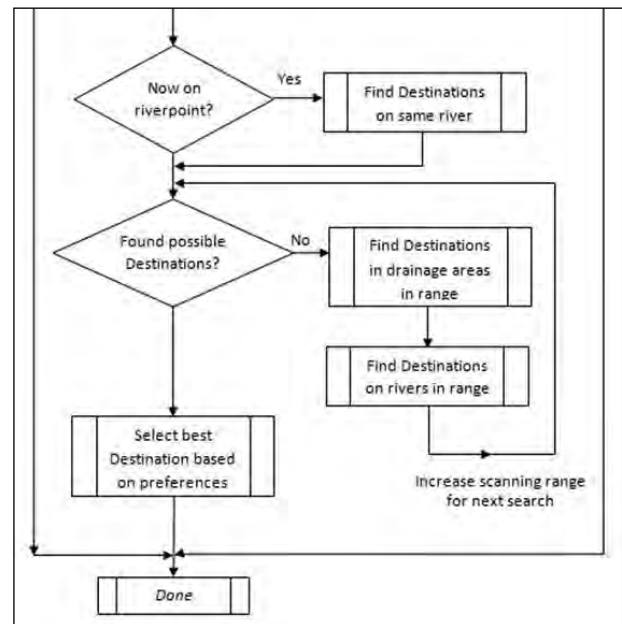 Now on
riverpoint?
Yes
Find Destinations
on same river
Found possible
Destinations?
No
Find Destinations
in drainage areas
in range
Find Destinations
on rivers in range
Select best
Destination based
on preferences
Increase scanning range
for next search
Done